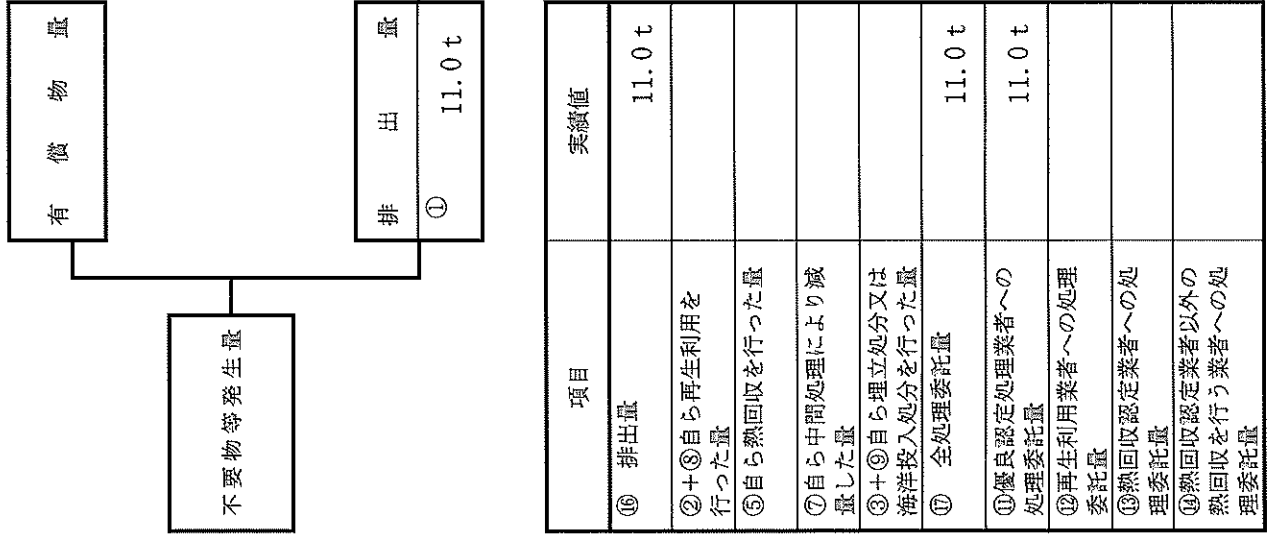 不要物等発生量
有償物量
排出量
① 11.0t
項目 実績値
⑯ 排出量 11.0t
②+⑧自ら再生利用を
行った量
⑤自ら熱回収を行った量
⑦自ら中間処理により減
量した量
③+⑨自ら埋立処分又は
海洋投入処分を行った量
⑰ 全処理委託量 11.0t
⑪優良認定処理業者への 11.0t
処理委託量
⑫再生利用業者への処理
委託量
⑬熱回収認定業者への処
理委託量
⑭熱回収認定業者以外の
熱回収を行う業者への処
理委託量